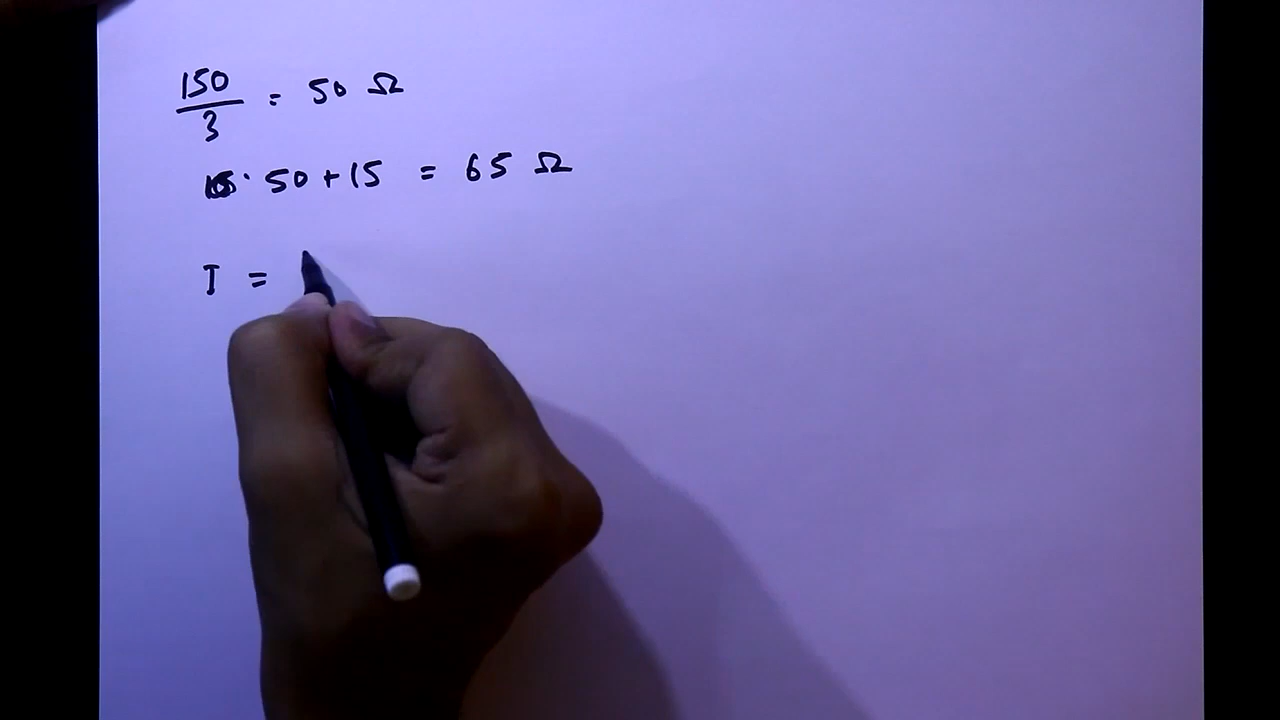 150/3 = 50 Ω
50 + 15 = 65 Ω
I =